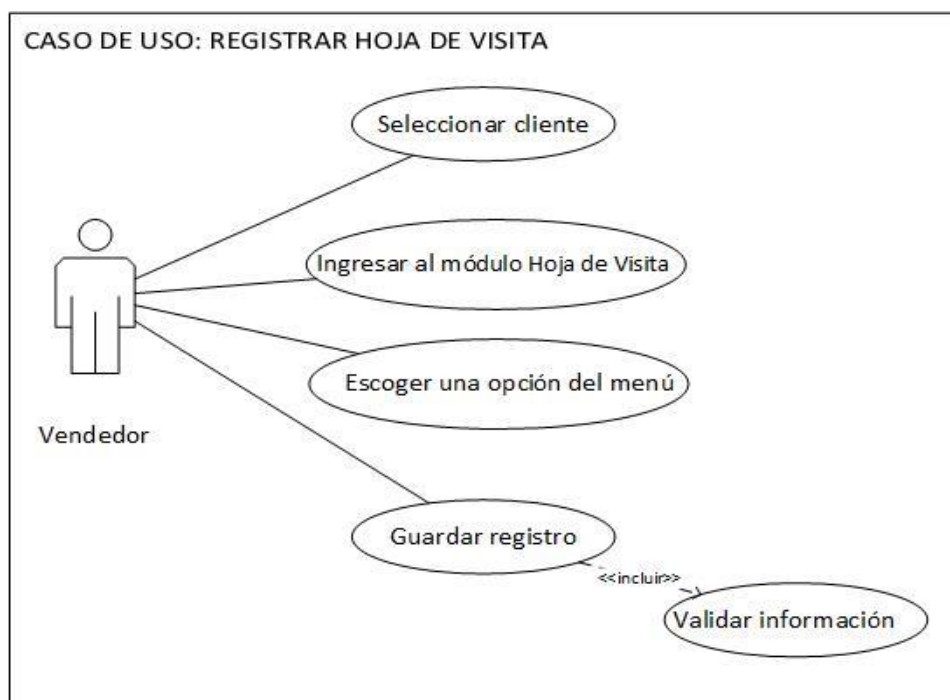 CASO DE USO: REGISTRAR HOJA DE VISITA
Seleccionar cliente
Ingresar al módulo Hoja de Visita
Escoger una opción del menú
Vendedor
Guardar registro
<<incluir>>
Validar información